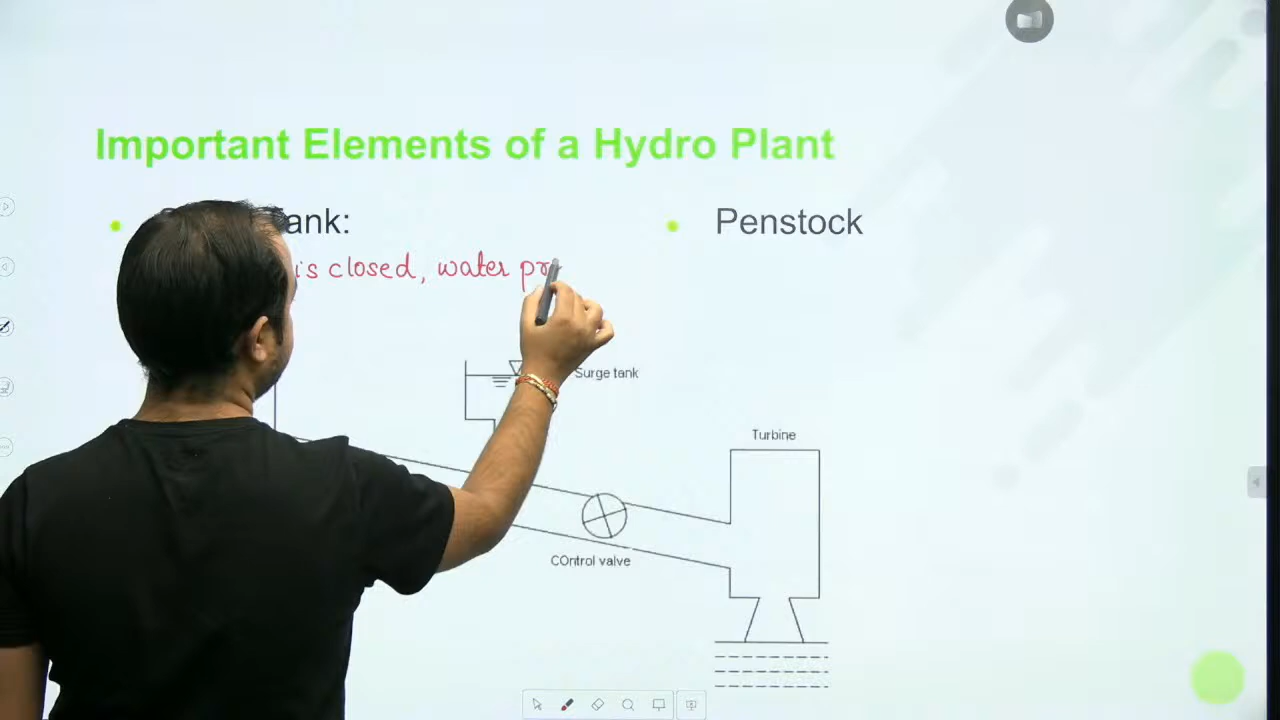 Important Elements of a Hydro Plant
ank:
Penstock
is closed, water pr
Surge tank
Turbine
COntrol valve